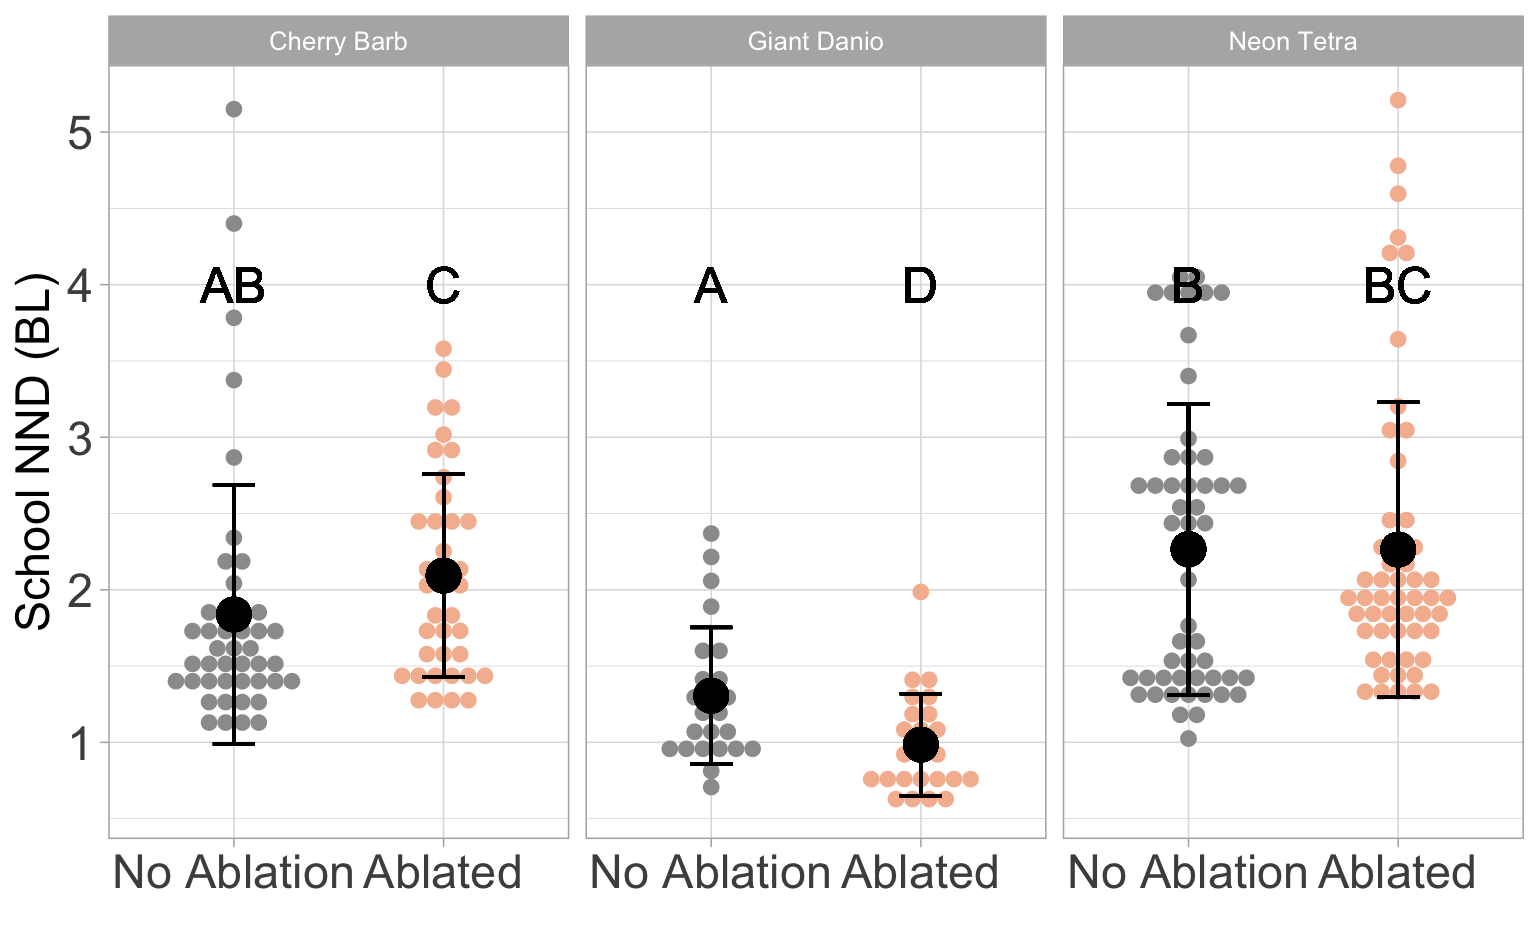 Cherry Barb
Giant Danio
Neon Tetra
School NND (BL)
5
4
3
2
1
AB
C
A
D
B
BC
No Ablation
Ablated
No Ablation
Ablated
No Ablation
Ablated